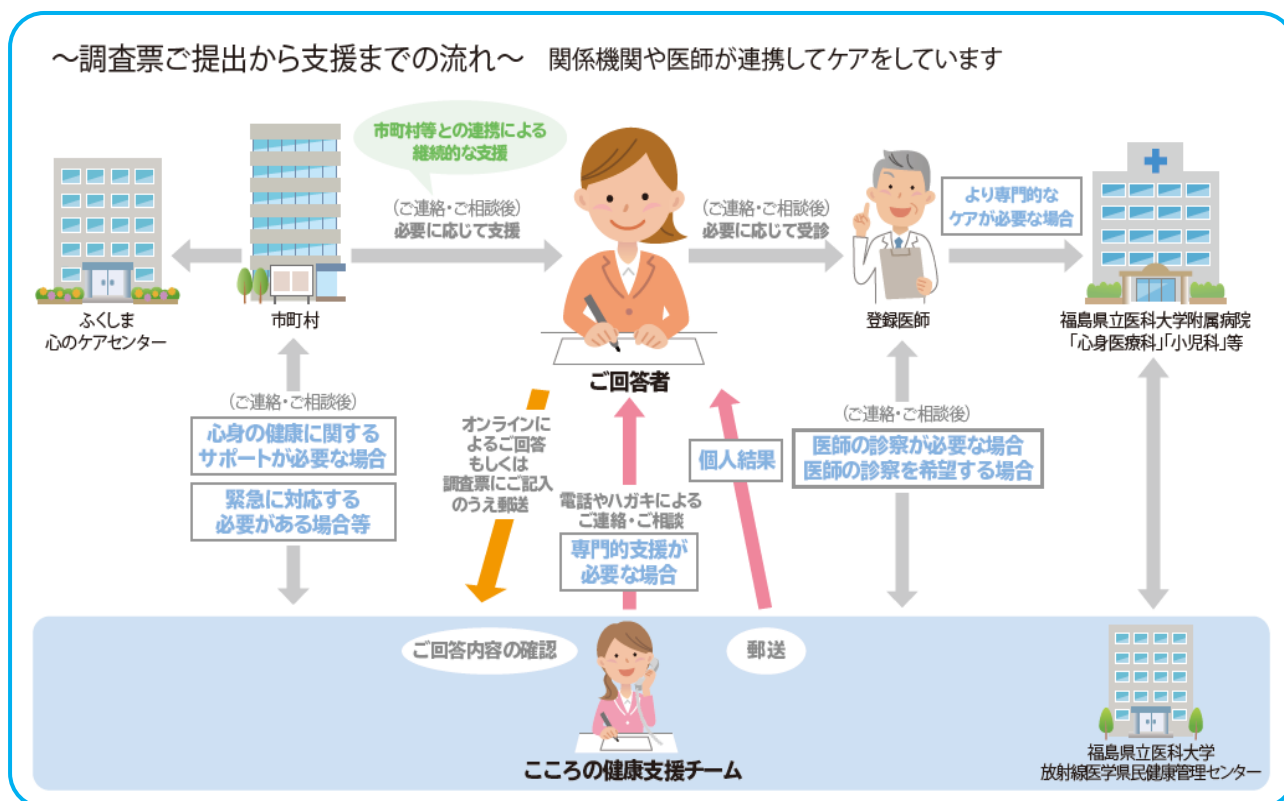 ～調査票ご提出から支援までの流れ～ 関係機関や医師が連携してケアをしています
市町村等との連携による
継続的な支援
(ご連絡・ご相談後)
必要に応じて支援
(ご連絡・ご相談後)
必要に応じて受診
より専門的な
ケアが必要な場合
ふくしま
心のケアセンター
市町村
ご回答者
登録医師
福島県立医科大学附属病院
「心身医療科」「小児科」等
(ご連絡・ご相談後)
心身の健康に関する
サポートが必要な場合
緊急に対応する
必要がある場合等
オンラインに
よるご回答
もしくは
調査票にご記入
のうえ郵送
電話やハガキによる
ご連絡・ご相談
専門的支援が
必要な場合
個人結果
(ご連絡・ご相談後)
医師の診察が必要な場合
医師の診察を希望する場合
ご回答内容の確認
郵送
こころの健康支援チーム
福島県立医科大学
放射線医学県民健康管理センター